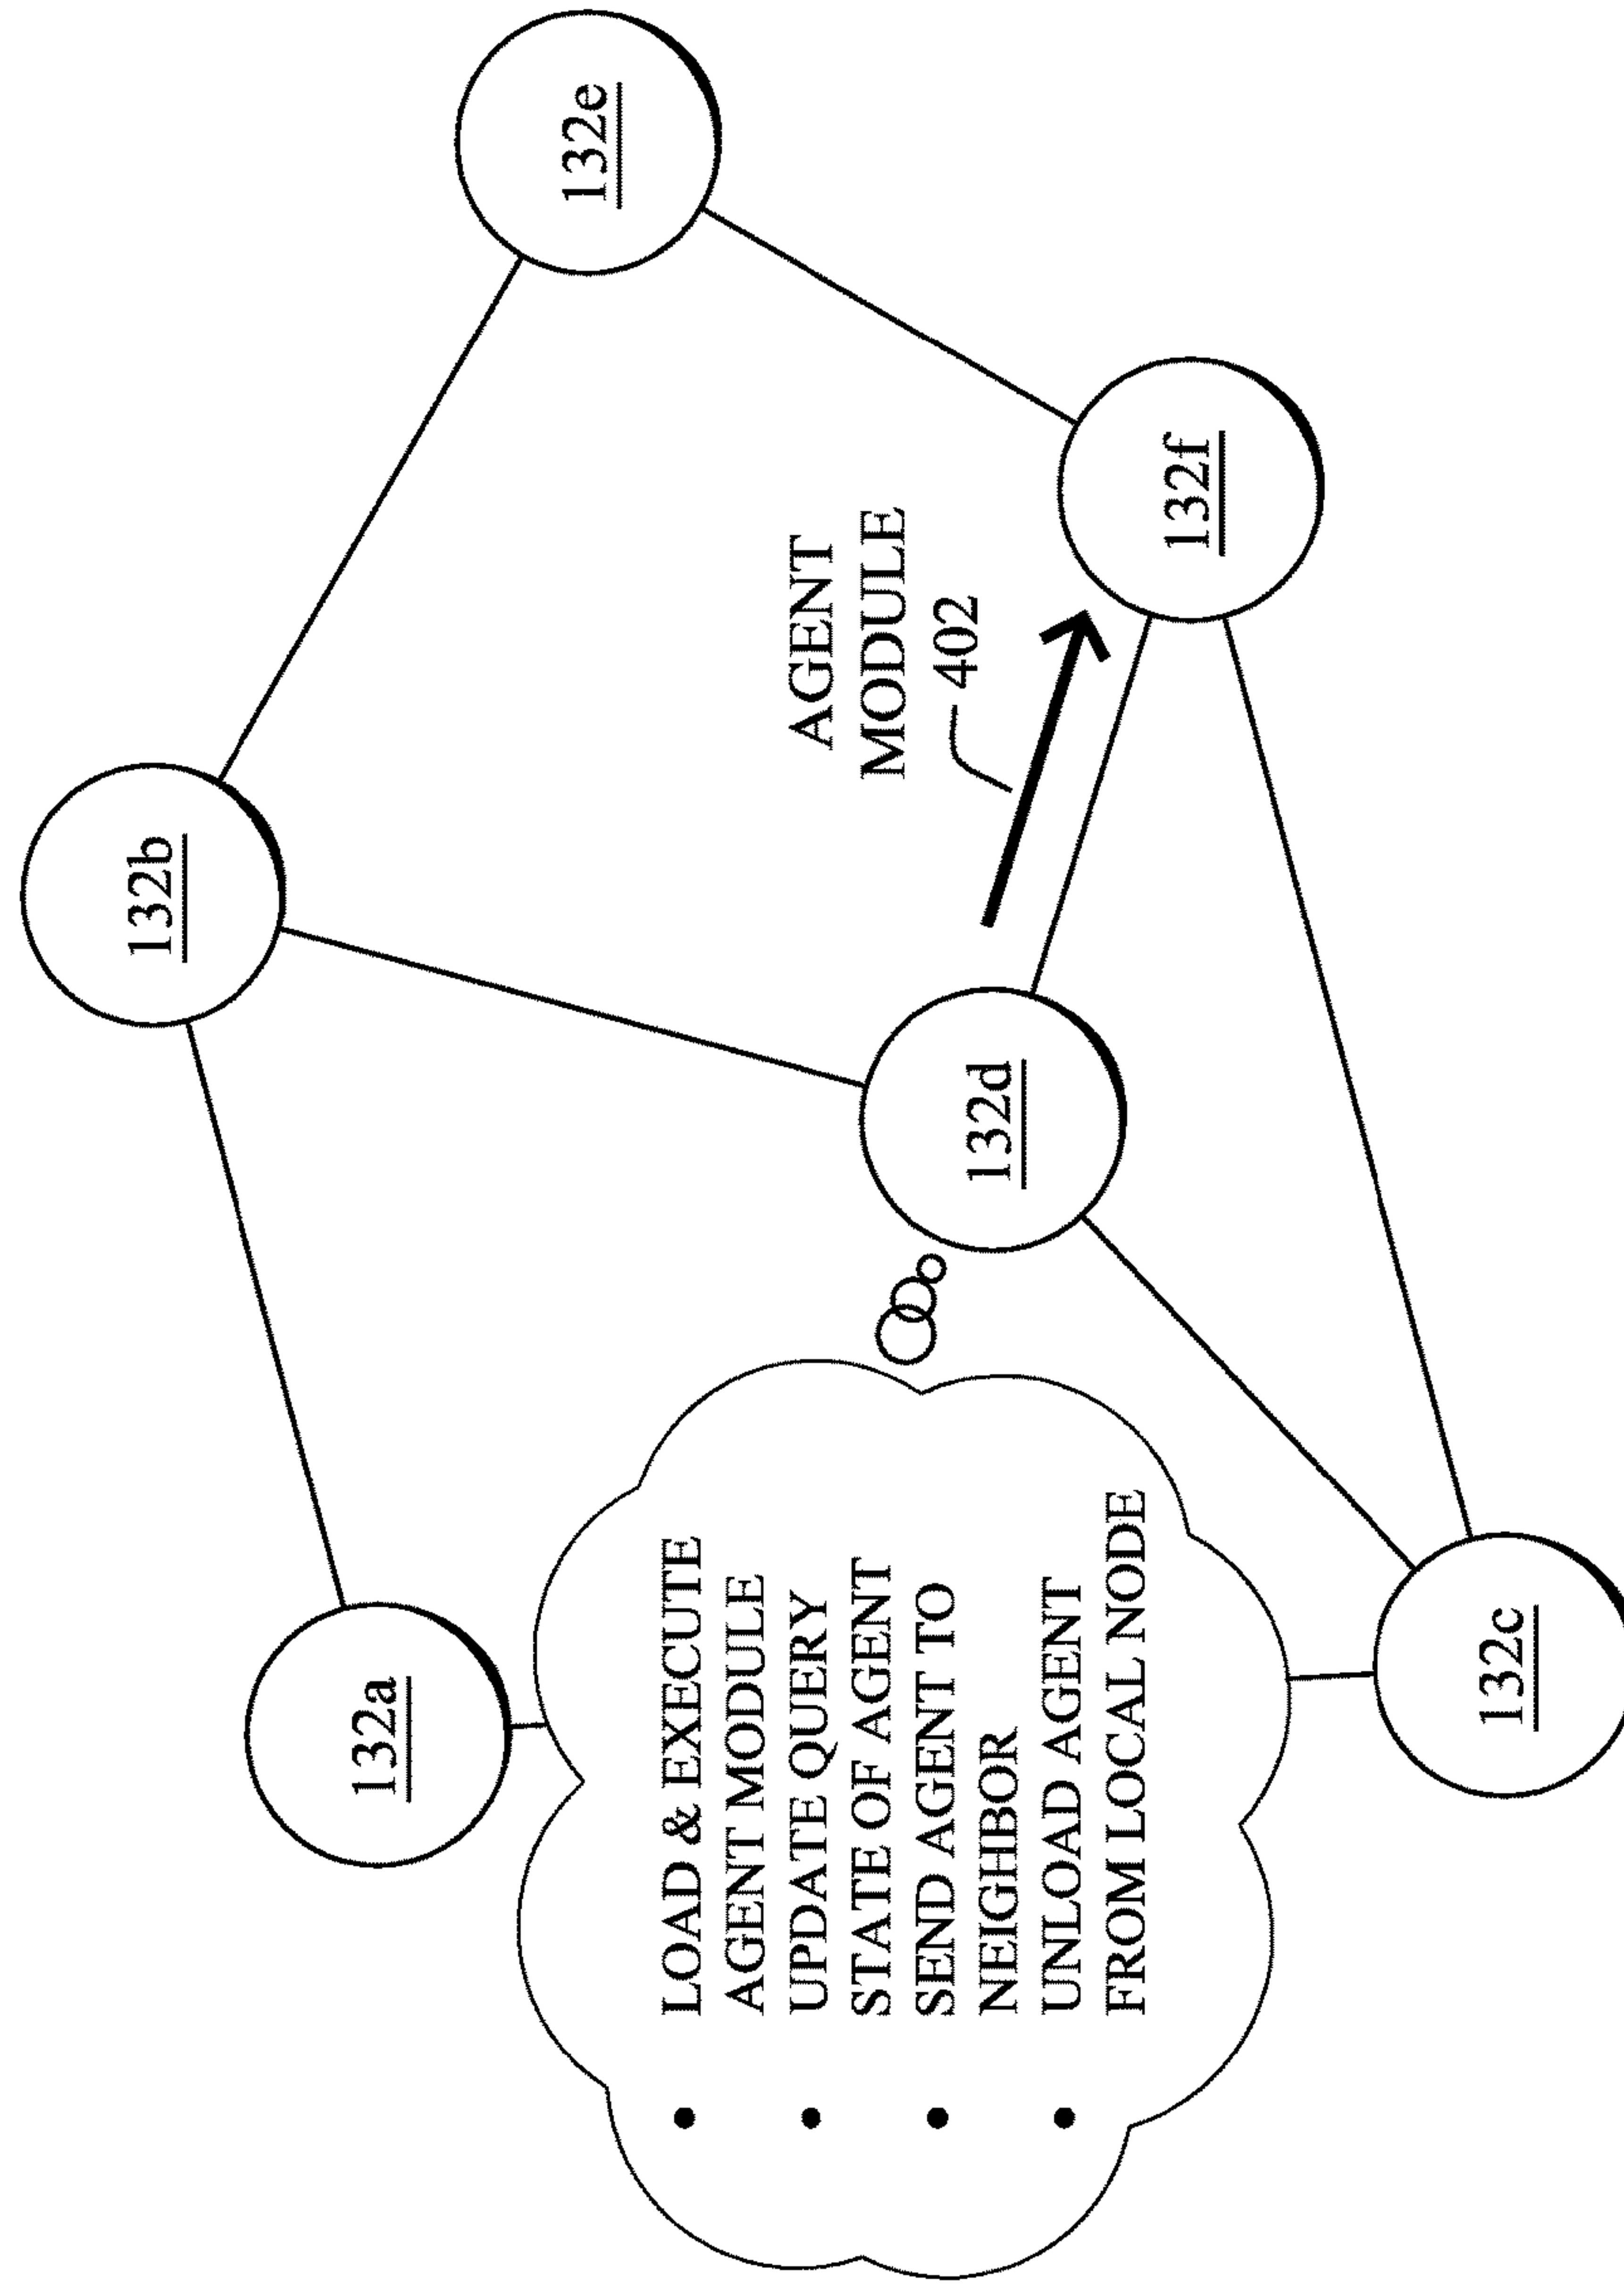 132a
132b
132e
• LOAD & EXECUTE
AGENT MODULE
• UPDATE QUERY
STATE OF AGENT
• SEND AGENT TO
NEIGHBOR
• UNLOAD AGENT
FROM LOCAL NODE
132d
AGENT
MODULE
402
132f
132c